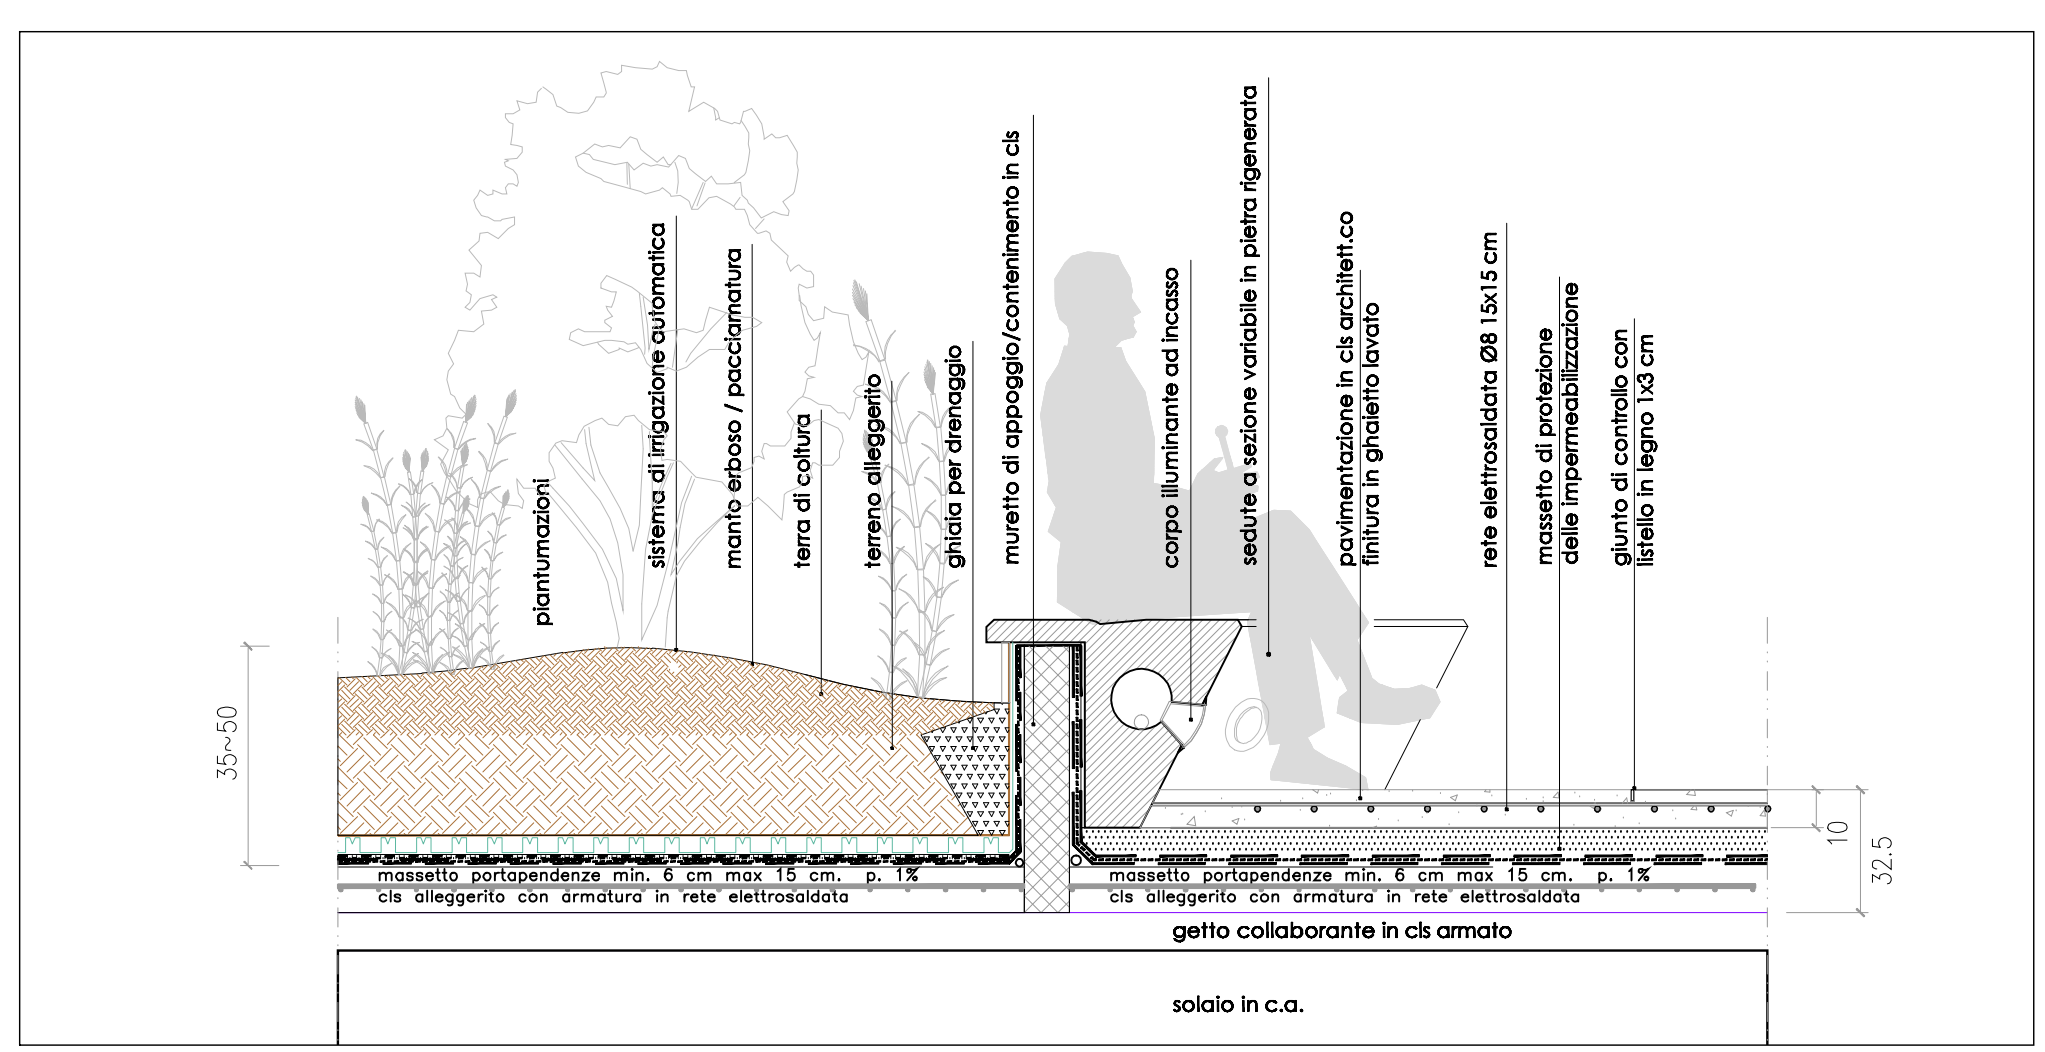 piantumazioni
sistema di irrigazione automatica
manto erboso / pacciamatura
terra di coltura
terreno alleggerito
ghiaia per drenaggio
muretto di appoggio/contenimento in cls
corpo illuminante ad incasso
sedute a sezione variabile in pietra rigenerata
pavimentazione in cls architett.co
finitura in ghiaietto lavato
rete elettrosaldata Ø8 15x15 cm
massetto di protezione
delle impermeabilizzazione
giunto di controllo con
listello in legno 1x3 cm
35~50
10
32.5
massetto portapendenze min. 6 cm max 15 cm. p. 1%
cls alleggerito con armatura in rete elettrosaldata
massetto portapendenze min. 6 cm max 15 cm. p. 1%
cls alleggerito con armatura in rete elettrosaldata
getto collaborante in cls armato
solaio in c.a.